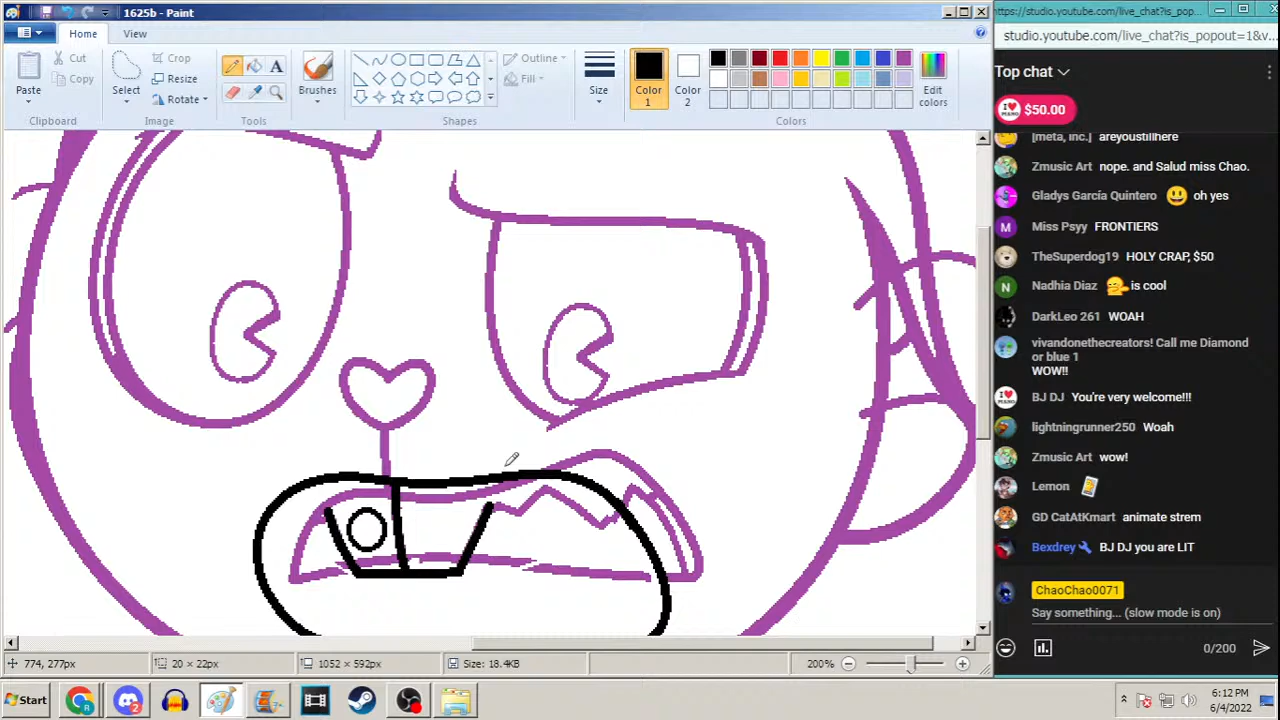 1625b - Paint
Home
View
Paste
Cut
Copy
Clipboard
Select
Crop
Resize
Rotate
Image
Tools
Brushes
Shapes
Outline
Fill
Size
Color 1
Color 2
Edit colors
Colors
774, 277px
20 × 22px
1052 × 592px
Size: 18.4KB
200%
https://studio.youtube.com/live_chat?is_pop...
studio.youtube.com/live_chat?is_popout=1&v...
Top chat
I ♥ PIANO $50.00
[meta, inc.] areyoustillhere
Zmusic Art nope. and Salud miss Chao.
Gladys García Quintero 😃 oh yes
M Miss Psyy FRONTIERS
TheSuperdog19 HOLY CRAP, $50
N Nadhia Diaz is cool
DarkLeo 261 WOAH
vivandonethecreators! Call me Diamond
or blue 1
WOW!!
BJ DJ You're very welcome!!!
lightningrunner250 Woah
Zmusic Art wow!
Lemon
GD CatAtKmart animate strem
Bexdrey BJ DJ you are LIT
ChaoChao0071
Say something... (slow mode is on)
0/200
Start
2
6:12 PM
6/4/2022